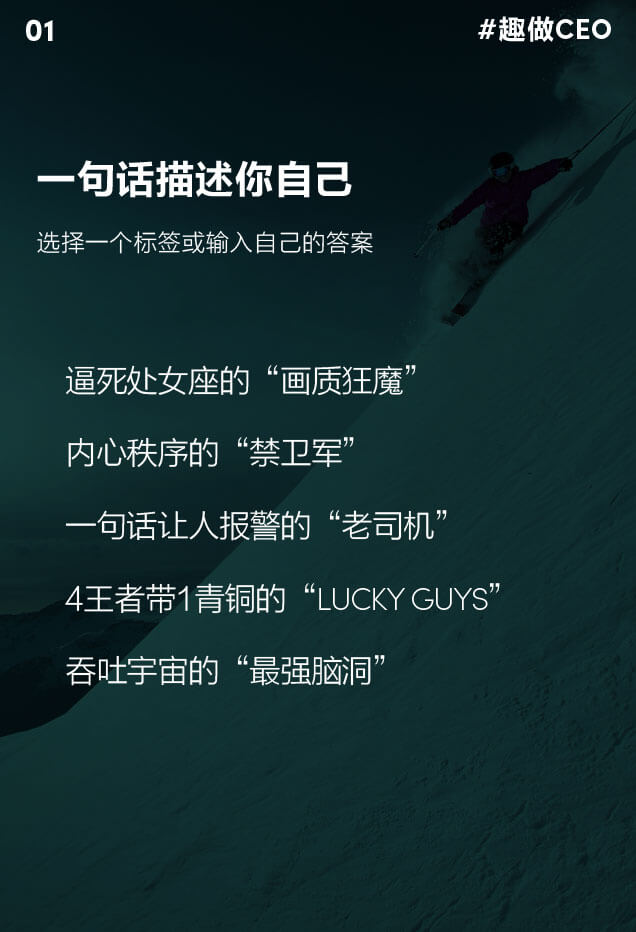 01
#趣做CEO
一句话描述你自己
选择一个标签或输入自己的答案
逼死处女座的“画质狂魔”
内心秩序的“禁卫军”
一句话让人报警的“老司机”
4王者带1青铜的“LUCKY GUYS”
吞吐宇宙的“最强脑洞”